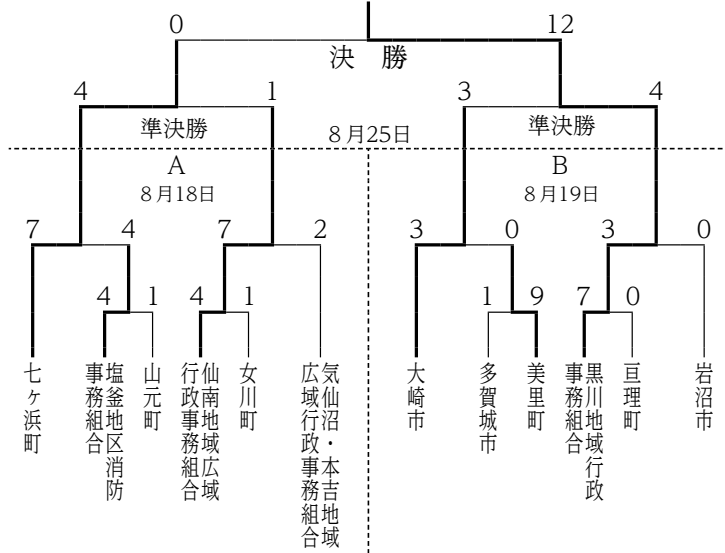 0 12
決 勝
4 1 3 4
準決勝 準決勝
8月25日
A B
8月18日 8月19日
7 4 7 2 3 0 3 0
4 1 4 1 1 9 7 0
七ヶ浜町
塩釜地区消防
事務組合
山元町
仙南地域広域
行政事務組合
女川町
気仙沼・本吉地域
広域行政事務組合
大崎市
多賀城市
美里町
黒川地域行政
事務組合
亘理町
岩沼市